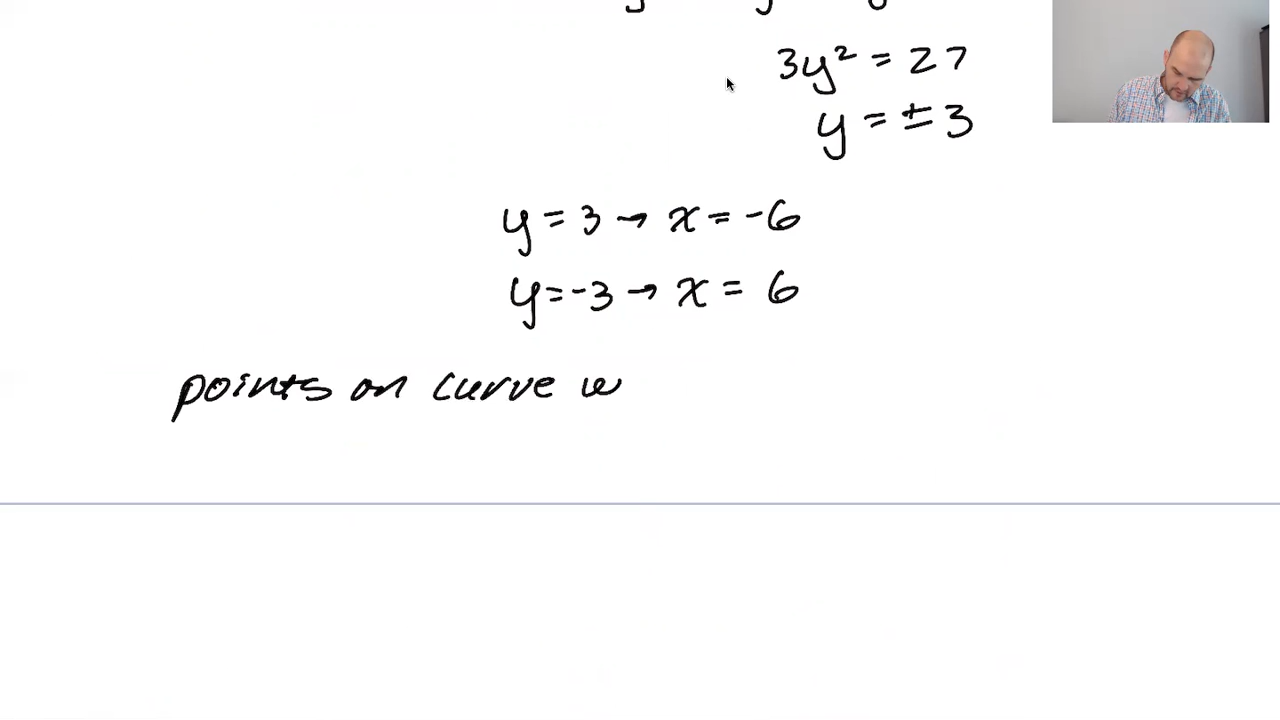 3y² = 27
y = ± 3
y = 3 → x = -6
y = -3 → x = 6
points on curve w